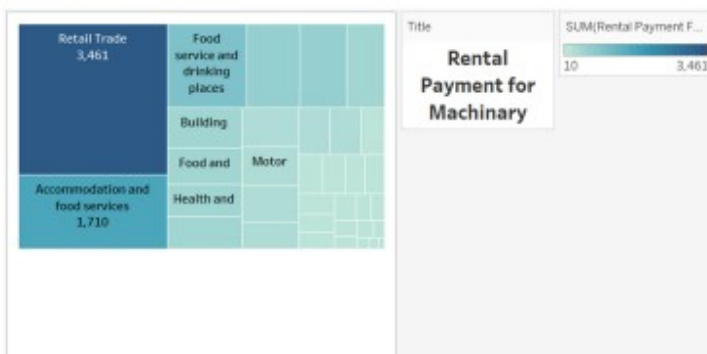 Retail Trade
3,461
Food
service and
drinking
places
Building
Food and
Motor
Health and
Accommodation and
food services
1,710
Title
Rental
Payment for
Machinary
SUM(Rental Payment F...
10
3,461